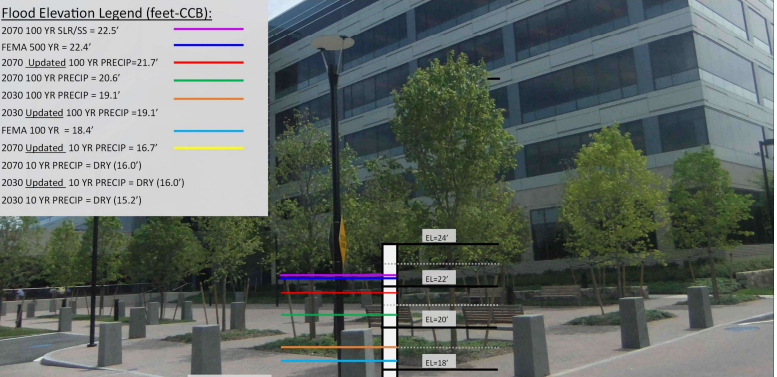 Flood Elevation Legend (feet-CCB):
2070 100 YR SLR/SS = 22.5'
FEMA 500 YR = 22.4'
2070 Updated 100 YR PRECIP=21.7'
2070 100 YR PRECIP = 20.6'
2030 100 YR PRECIP = 19.1'
2030 Updated 100 YR PRECIP =19.1'
FEMA 100 YR = 18.4'
2070 Updated 10 YR PRECIP = 16.7'
2070 10 YR PRECIP = DRY (16.0')
2030 Updated 10 YR PRECIP = DRY (16.0')
2030 10 YR PRECIP = DRY (15.2')
EL=24'
EL=22'
EL=20'
EL=18'